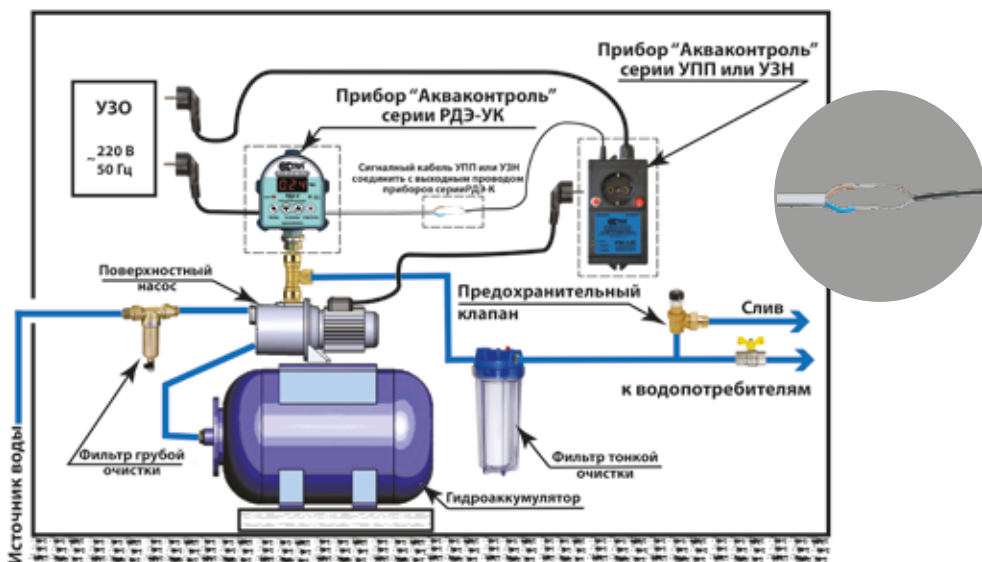 УЗО
~220 В
50 Гц
Прибор “Акваконтроль”
серии РДЭ-УК
Прибор “Акваконтроль”
серии УПП или УЗН
Сигналный кабель УПП или УЗН
соединить с выходным проводом
приборов серииРДЭ-К
024
Поверхностный
насос
Предохранительный
клапан
Слив
к водопотребителям
Источник воды
Фильтр грубой
очистки
Фильтр тонкой
очистки
Гидроаккумулятор